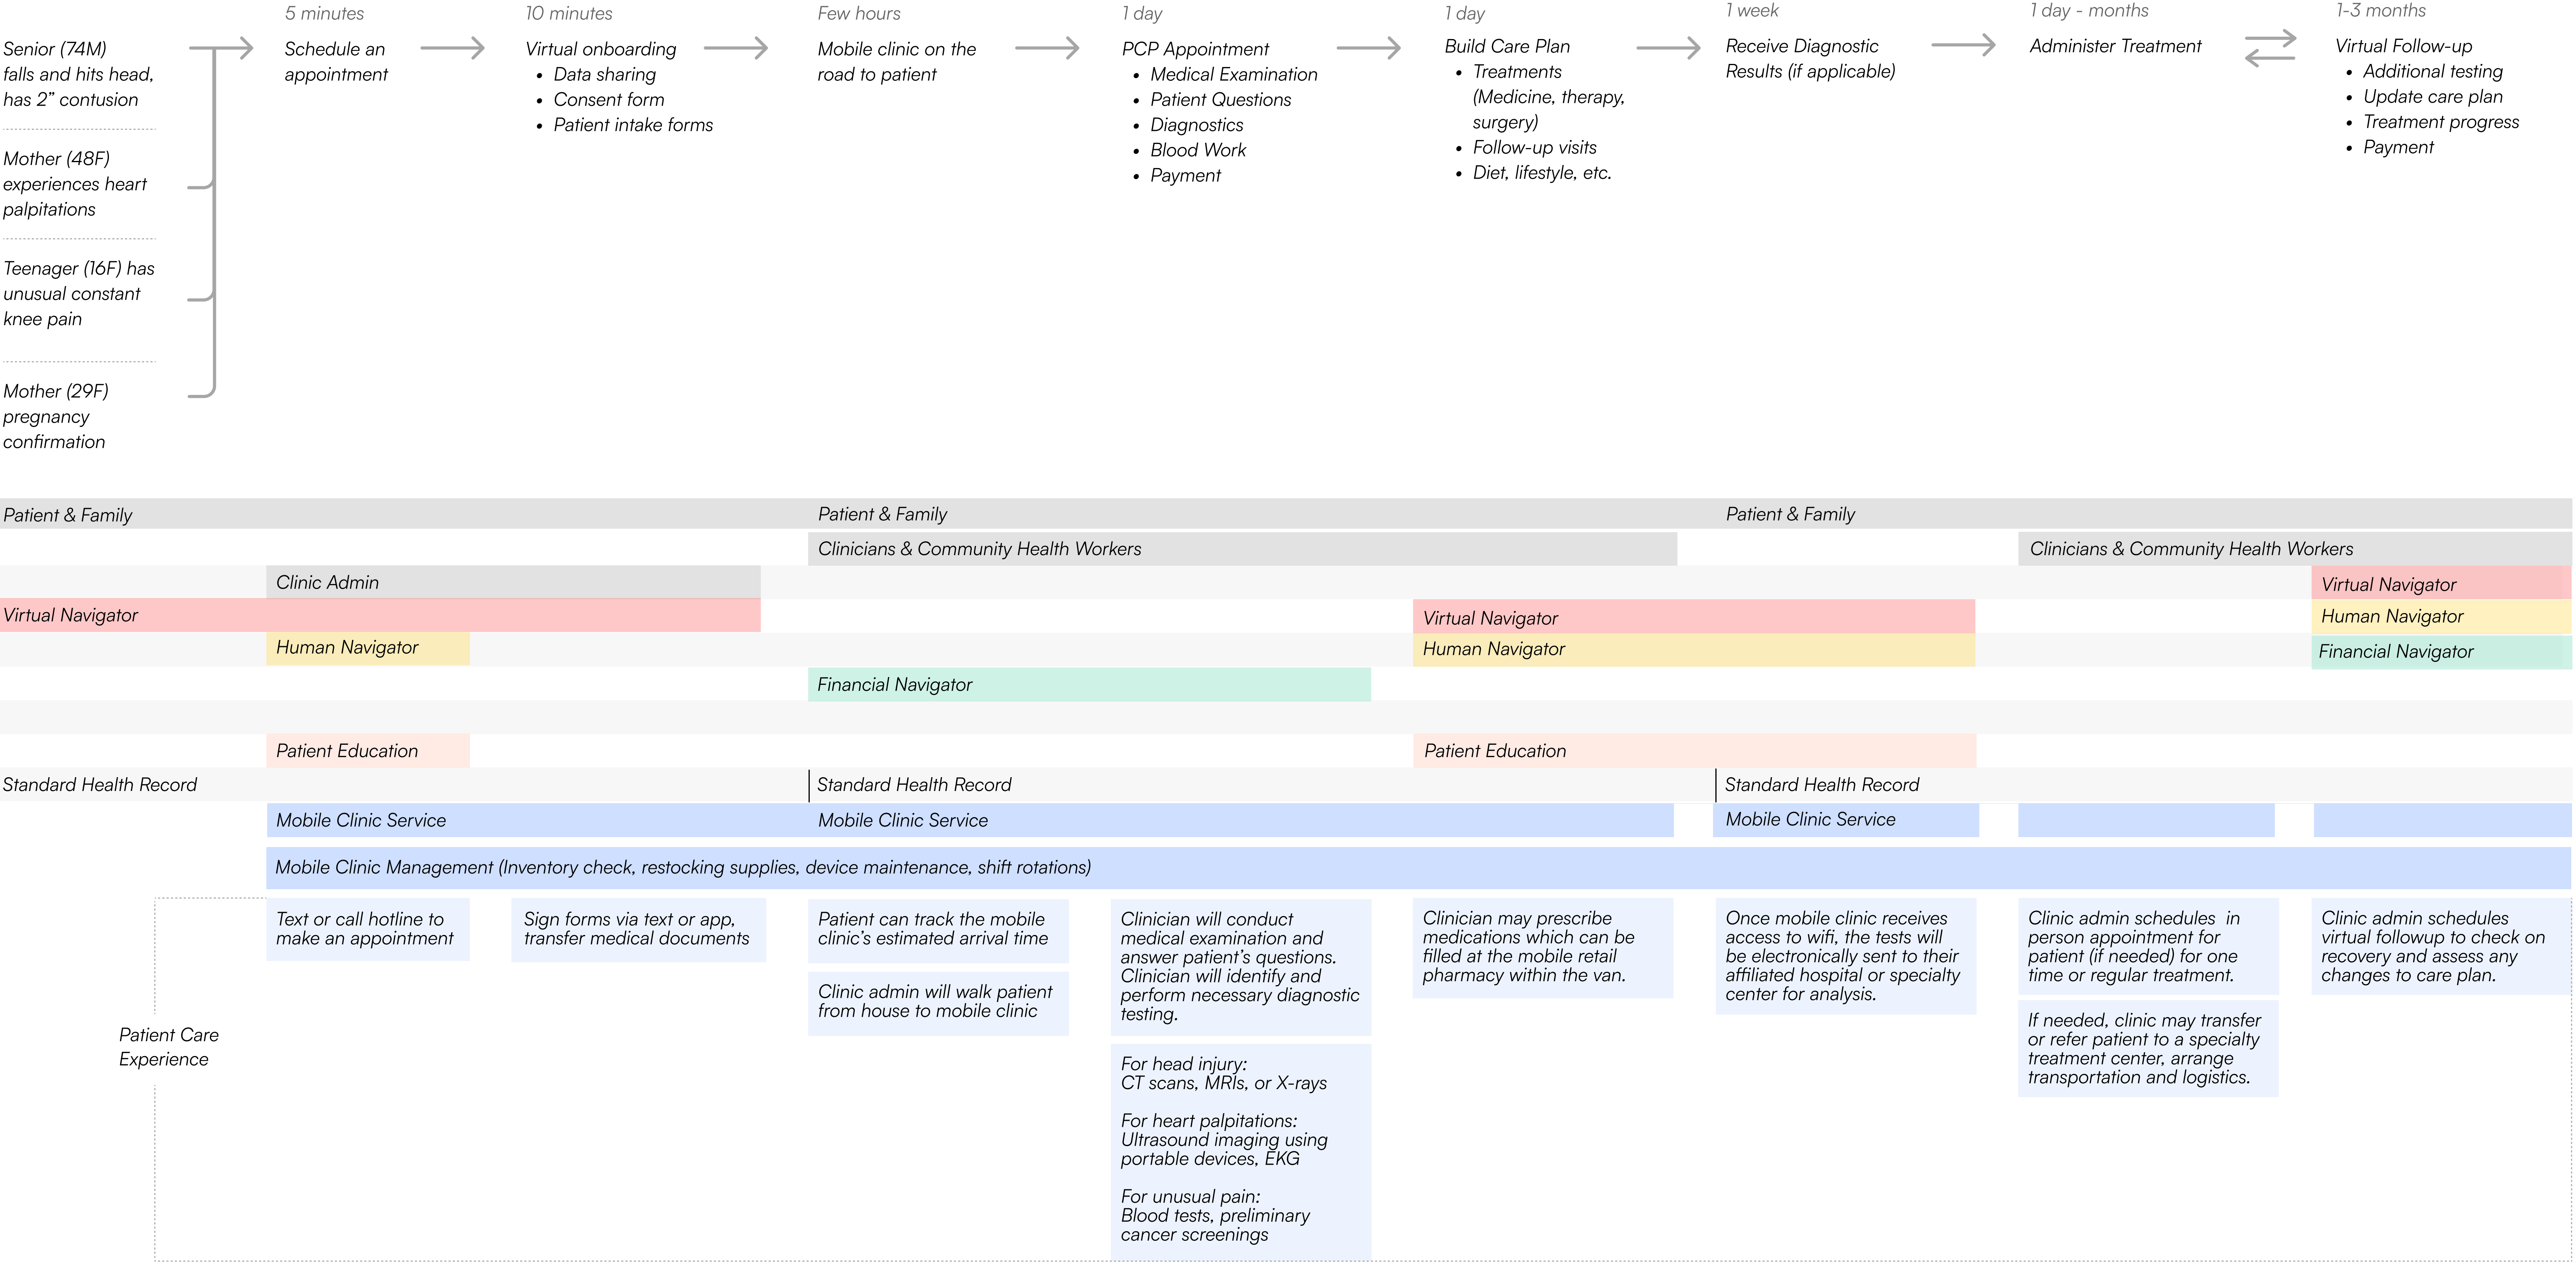 5 minutes
10 minutes
Few hours
1 day
1 day
1 week
1 day - months
1-3 months
Senior (74M)
falls and hits head,
has 2” contusion
Mother (48F)
experiences heart
palpitations
Teenager (16F) has
unusual constant
knee pain
Mother (29F)
pregnancy
confirmation
Schedule an
appointment
Virtual onboarding
• Data sharing
• Consent form
• Patient intake forms
Mobile clinic on the
road to patient
PCP Appointment
• Medical Examination
• Patient Questions
• Diagnostics
• Blood Work
• Payment
Build Care Plan
• Treatments
(Medicine, therapy,
surgery)
• Follow-up visits
• Diet, lifestyle, etc.
Receive Diagnostic
Results (if applicable)
Administer Treatment
Virtual Follow-up
• Additional testing
• Update care plan
• Treatment progress
• Payment
Patient & Family
Patient & Family
Patient & Family
Clinicians & Community Health Workers
Clinicians & Community Health Workers
Clinic Admin
Virtual Navigator
Virtual Navigator
Virtual Navigator
Human Navigator
Human Navigator
Human Navigator
Financial Navigator
Financial Navigator
Patient Education
Patient Education
Standard Health Record
Standard Health Record
Standard Health Record
Mobile Clinic Service
Mobile Clinic Service
Mobile Clinic Service
Mobile Clinic Management (Inventory check, restocking supplies, device maintenance, shift rotations)
Patient Care
Experience
Text or call hotline to
make an appointment
Sign forms via text or app,
transfer medical documents
Patient can track the mobile
clinic’s estimated arrival time
Clinic admin will walk patient
from house to mobile clinic
Clinician will conduct
medical examination and
answer patient’s questions.
Clinician will identify and
perform necessary diagnostic
testing.
For head injury:
CT scans, MRIs, or X-rays
For heart palpitations:
Ultrasound imaging using
portable devices, EKG
For unusual pain:
Blood tests, preliminary
cancer screenings
Clinician may prescribe
medications which can be
filled at the mobile retail
pharmacy within the van.
Once mobile clinic receives
access to wifi, the tests will
be electronically sent to their
affiliated hospital or specialty
center for analysis.
Clinic admin schedules in
person appointment for
patient (if needed) for one
time or regular treatment.
If needed, clinic may transfer
or refer patient to a specialty
treatment center, arrange
transportation and logistics.
Clinic admin schedules
virtual followup to check on
recovery and assess any
changes to care plan.